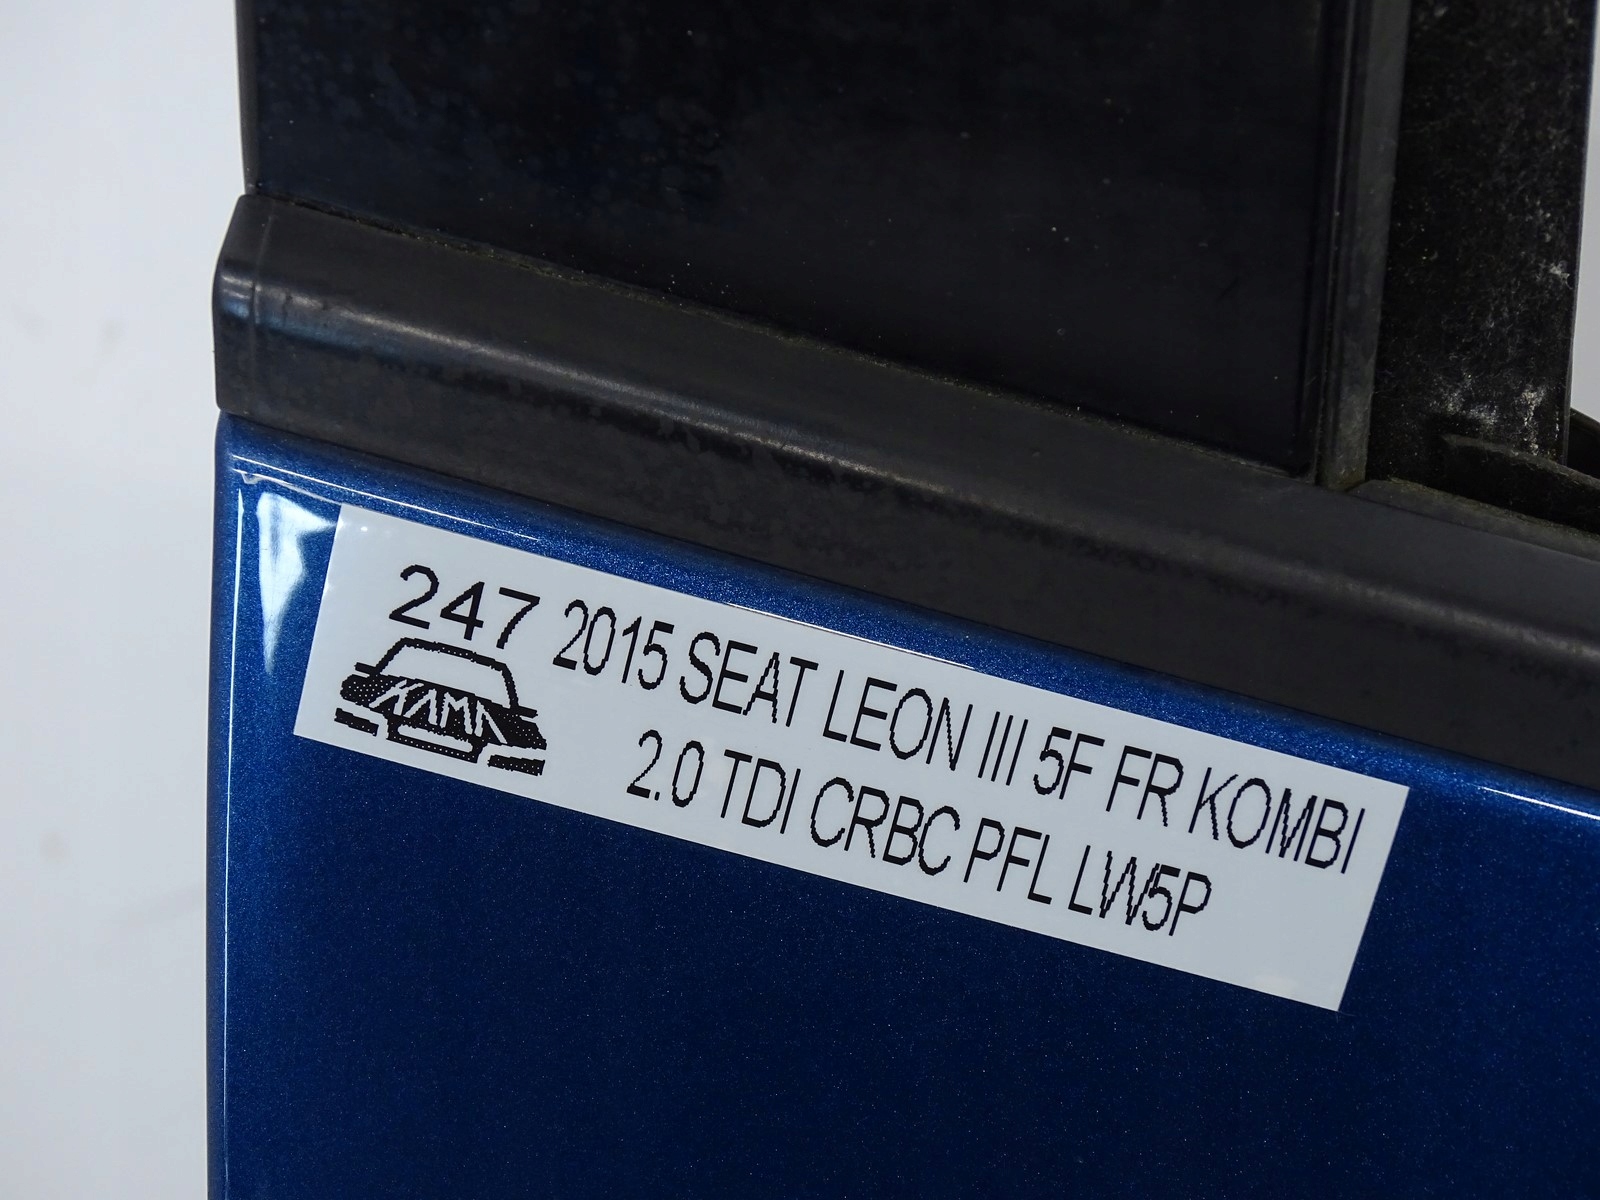 247 2015 SEAT LEON III 5F FR KOMBI
KAMA 2.0 TDI CRBC PFL LW5P